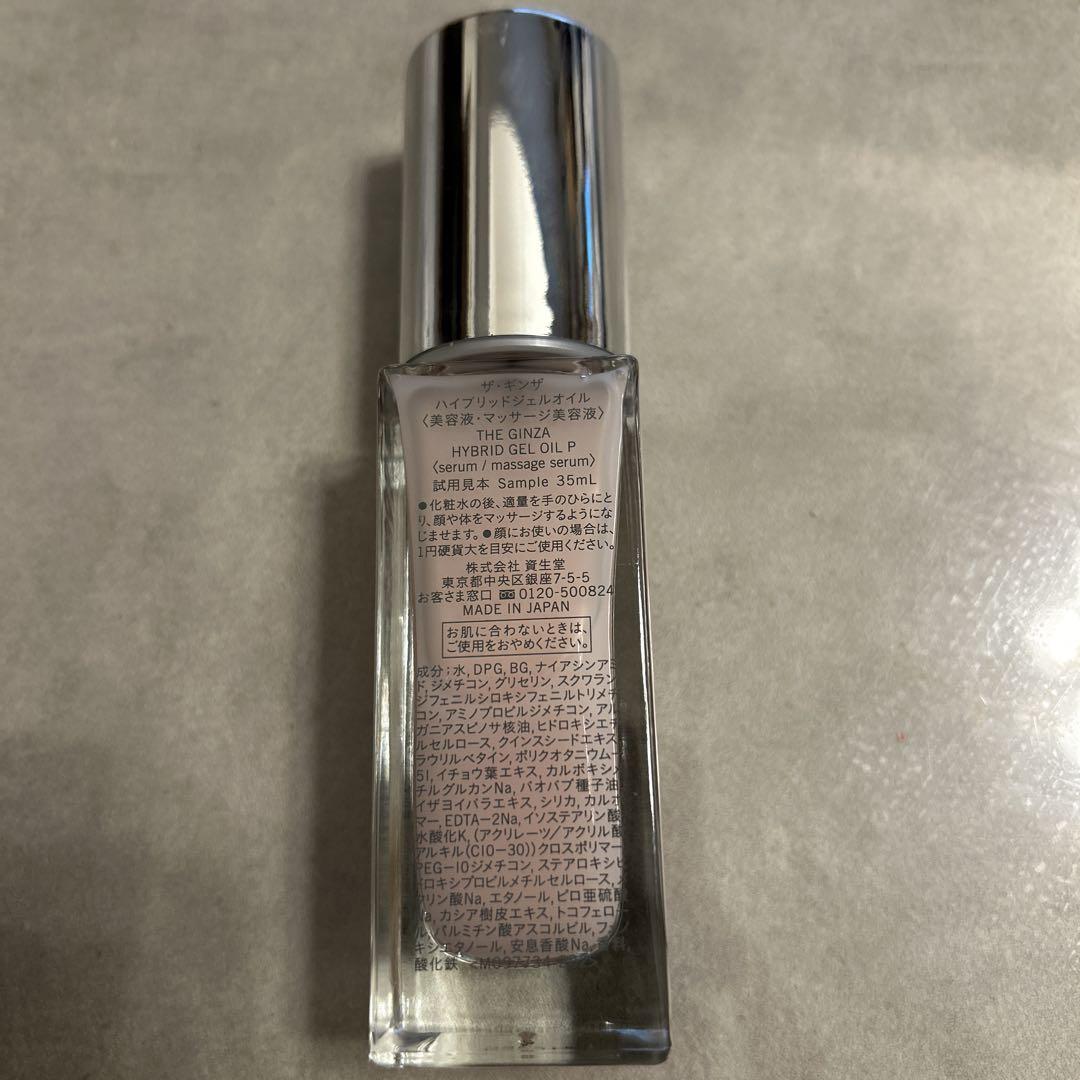 ザ・ギンザ
ハイブリッドジェルオイル
〈美容液・マッサージ美容液〉
THE GINZA
HYBRID GEL OIL P
〈serum / massage serum〉
試用見本 Sample 35mL
●化粧水の後、適量を手のひらにと
り、顔や体をマッサージするようにな
じませます。●顔にお使いの場合は、
1円硬貨大を目安にご使用ください。
株式会社 資生堂
東京都中央区銀座7-5-5
お客さま窓口 0120-500824
MADE IN JAPAN
お肌に合わないときは、
ご使用をおやめください。
成分；水, DPG, BG, ナイアシンアミ
ド, ジメチコン, グリセリン, スクワラン,
ジフェニルシロキシフェニルトリメチ
コン, アミノプロピルジメチコン, アル
ガニアスピノサ核油, ヒドロキシエチ
ルセルロース, クインスシードエキス,
ラウリルベタイン, ポリクオタニウム-
51, イチョウ葉エキス, カルボキシメ
チルグルカンNa, バオバブ種子油,
イザヨイバラエキス, シリカ, カルボ
マー, EDTA-2Na, イソステアリン酸,
水酸化K, (アクリレーツ/アクリル酸
アルキル(C10-30))クロスポリマー,
PEG-10ジメチコン, ステアロキシヒ
ドロキシプロピルメチルセルロース,
クリン酸Na, エタノール, ピロ亜硫酸
Na, カシア樹皮エキス, トコフェロー
ル, パルミチン酸アスコルビル, フェ
キシエタノール, 安息香酸Na, 香料,
酸化鉄